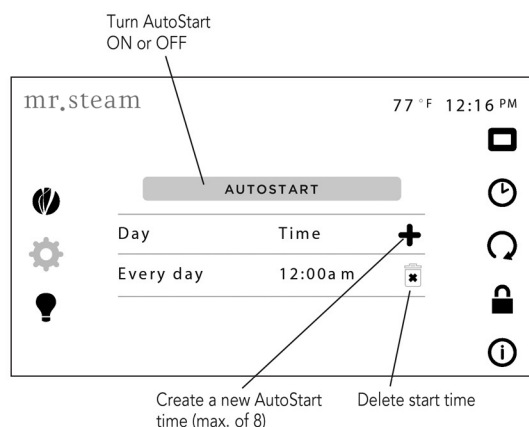 Turn AutoStart
ON or OFF
mr.steam
77 °F 12:16 PM
AUTOSTART
Day Time
Every day 12:00am
Create a new AutoStart
time (max. of 8)
Delete start time